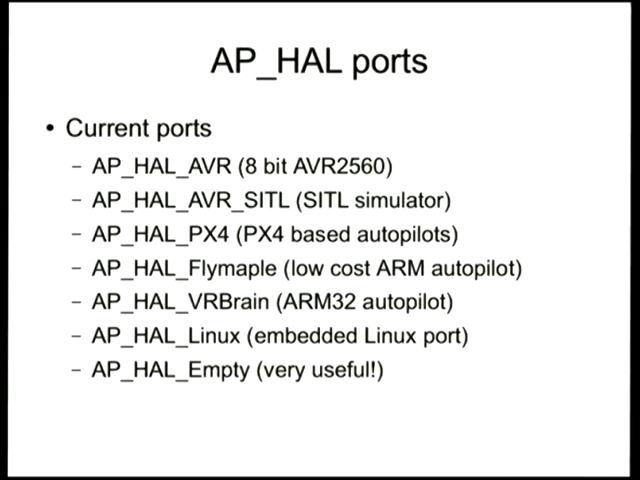 AP_HAL ports
• Current ports
– AP_HAL_AVR (8 bit AVR2560)
– AP_HAL_AVR_SITL (SITL simulator)
– AP_HAL_PX4 (PX4 based autopilots)
– AP_HAL_Flymaple (low cost ARM autopilot)
– AP_HAL_VRBrain (ARM32 autopilot)
– AP_HAL_Linux (embedded Linux port)
– AP_HAL_Empty (very useful!)